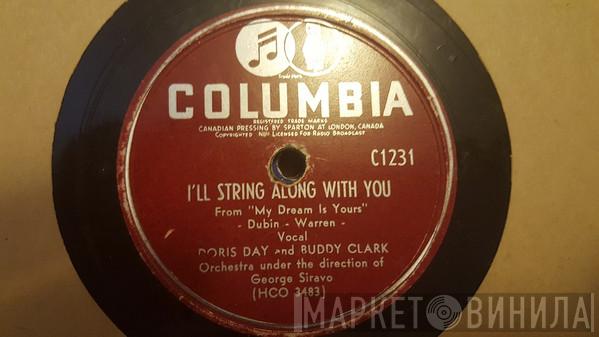 Trade Mark
COLUMBIA
REGISTERED TRADE MARKS
CANADIAN PRESSING BY SPARTON AT LONDON, CANADA
COPYRIGHTED Not LICENSED FOR RADIO BROADCAST
C1231
I'LL STRING ALONG WITH YOU
From "My Dream Is Yours"
- Dubin - Warren -
Vocal
DORIS DAY and BUDDY CLARK
Orchestra under the direction of
George Siravo
(HCO 3483)
МАРКЕТ ВИНИЛА